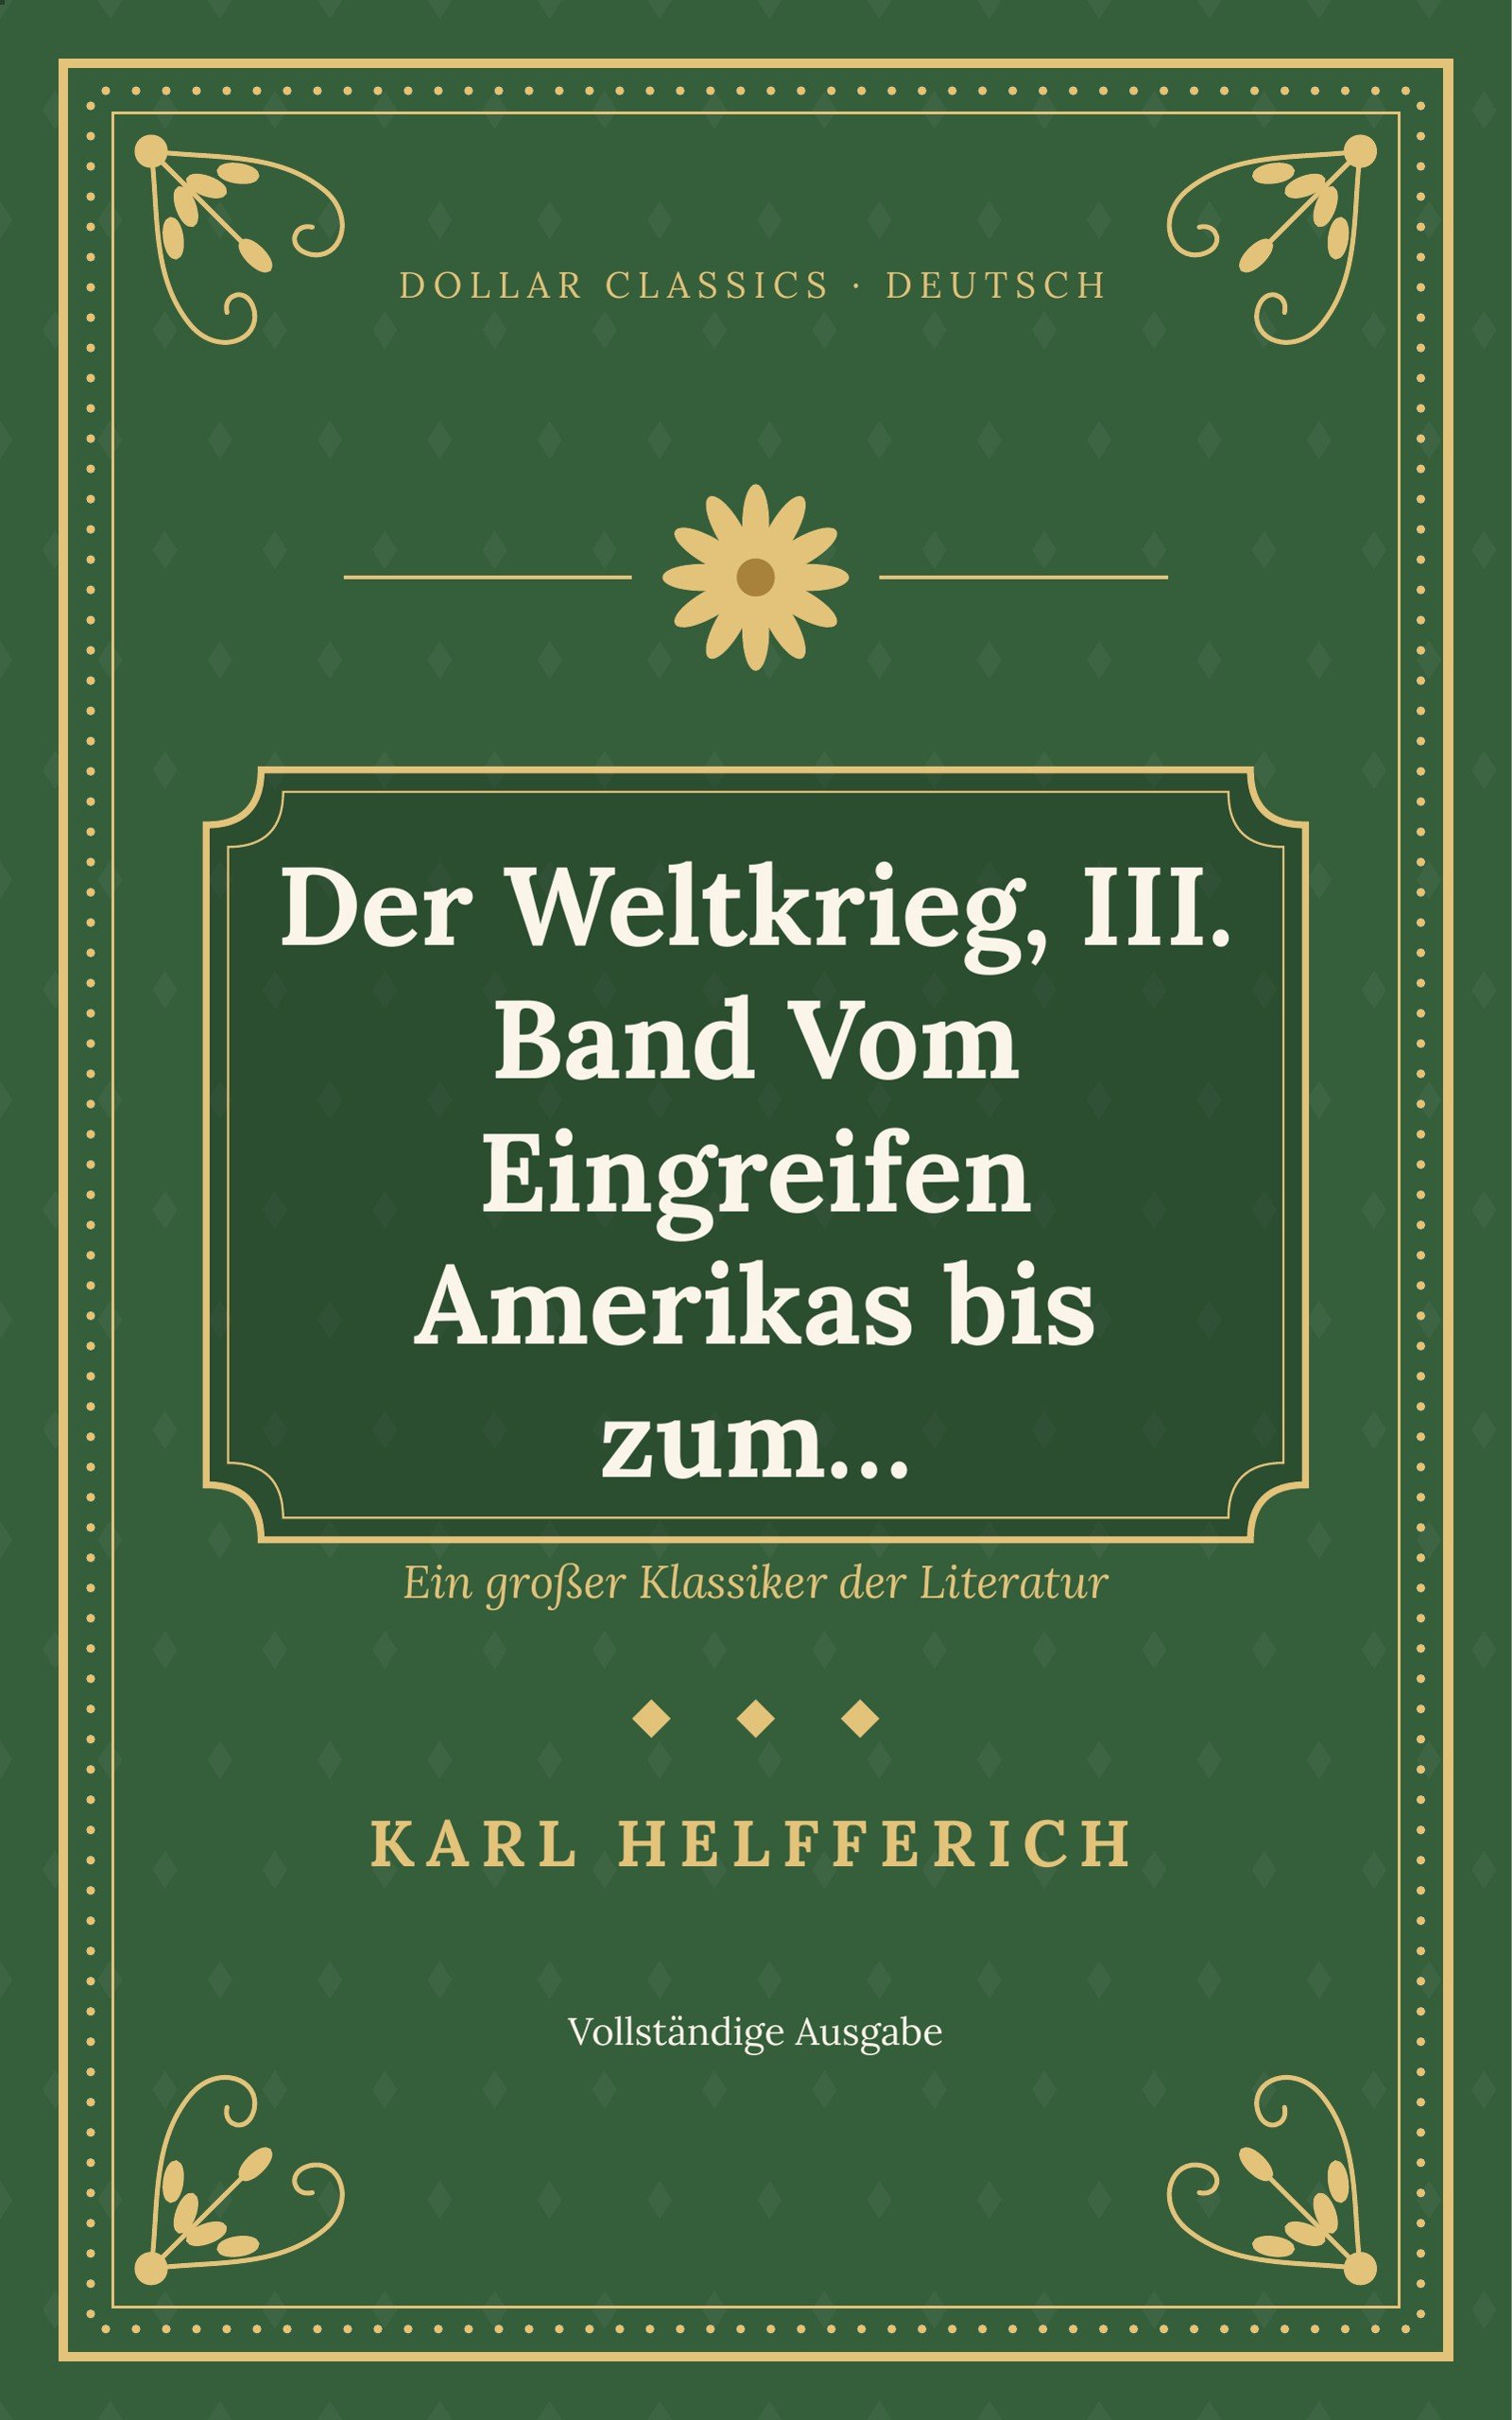 DOLLAR CLASSICS · DEUTSCH
Der Weltkrieg, III.
Band Vom
Eingreifen
Amerikas bis
zum...
Ein großer Klassiker der Literatur
KARL HELFFERICH
Vollständige Ausgabe